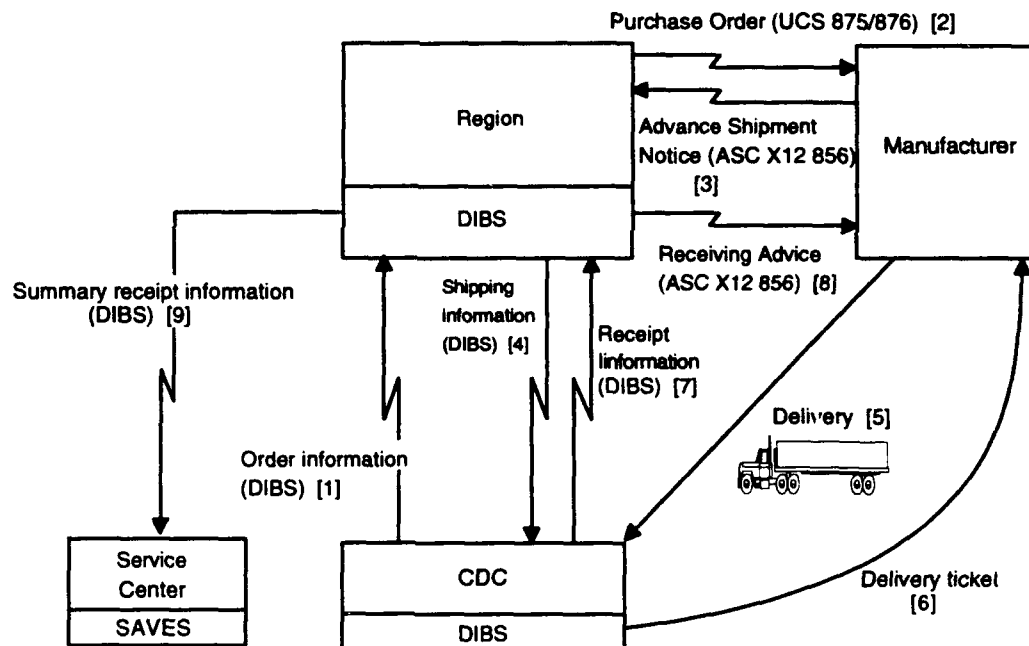 Purchase Order (UCS 875/876) [2]
Region
Advance Shipment
Notice (ASC X12 856)
[3]
Manufacturer
DIBS
Receiving Advice
(ASC X12 856) [8]
Summary receipt information
(DIBS) [9]
Shipping
information
(DIBS) [4]
Receipt
linformation
(DIBS) [7]
Delivery [5]
Order information
(DIBS) [1]
Service
Center
SAVES
CDC
DIBS
Delivery ticket
[6]